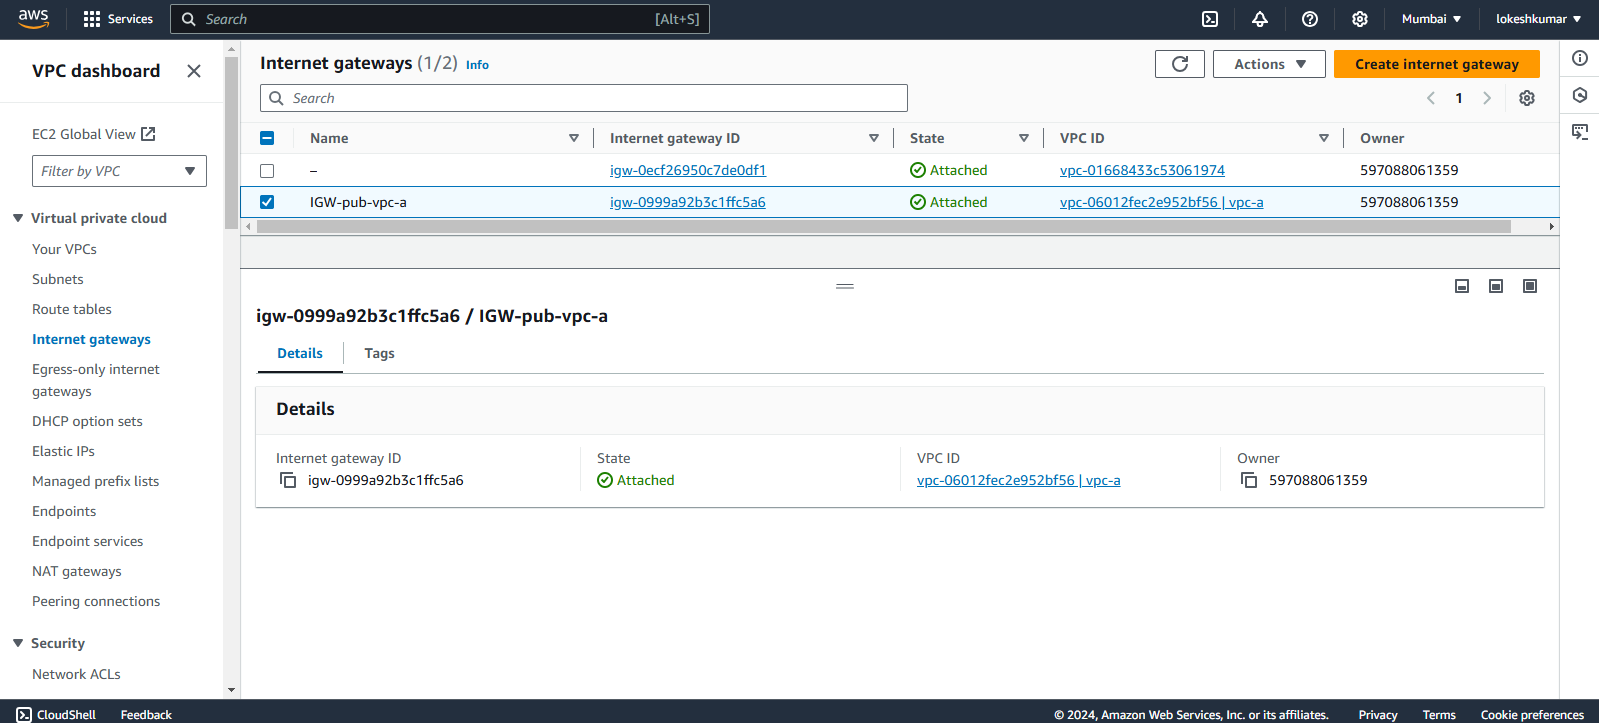 aws
Services
Search [Alt+S]
Mumbai
lokeshkumar
VPC dashboard
EC2 Global View
Filter by VPC
Virtual private cloud
Your VPCs
Subnets
Route tables
Internet gateways
Egress-only internet
gateways
DHCP option sets
Elastic IPs
Managed prefix lists
Endpoints
Endpoint services
NAT gateways
Peering connections
Security
Network ACLs
Internet gateways (1/2) Info
Actions
Create internet gateway
Search
1
Name Internet gateway ID State VPC ID Owner
– igw-0ecf26950c7de0df1 Attached vpc-01668433c53061974 597088061359
IGW-pub-vpc-a igw-0999a92b3c1ffc5a6 Attached vpc-06012fec2e952bf56 | vpc-a 597088061359
igw-0999a92b3c1ffc5a6 / IGW-pub-vpc-a
Details Tags
Details
Internet gateway ID State VPC ID Owner
igw-0999a92b3c1ffc5a6 Attached vpc-06012fec2e952bf56 | vpc-a 597088061359
CloudShell Feedback © 2024, Amazon Web Services, Inc. or its affiliates. Privacy Terms Cookie preferences